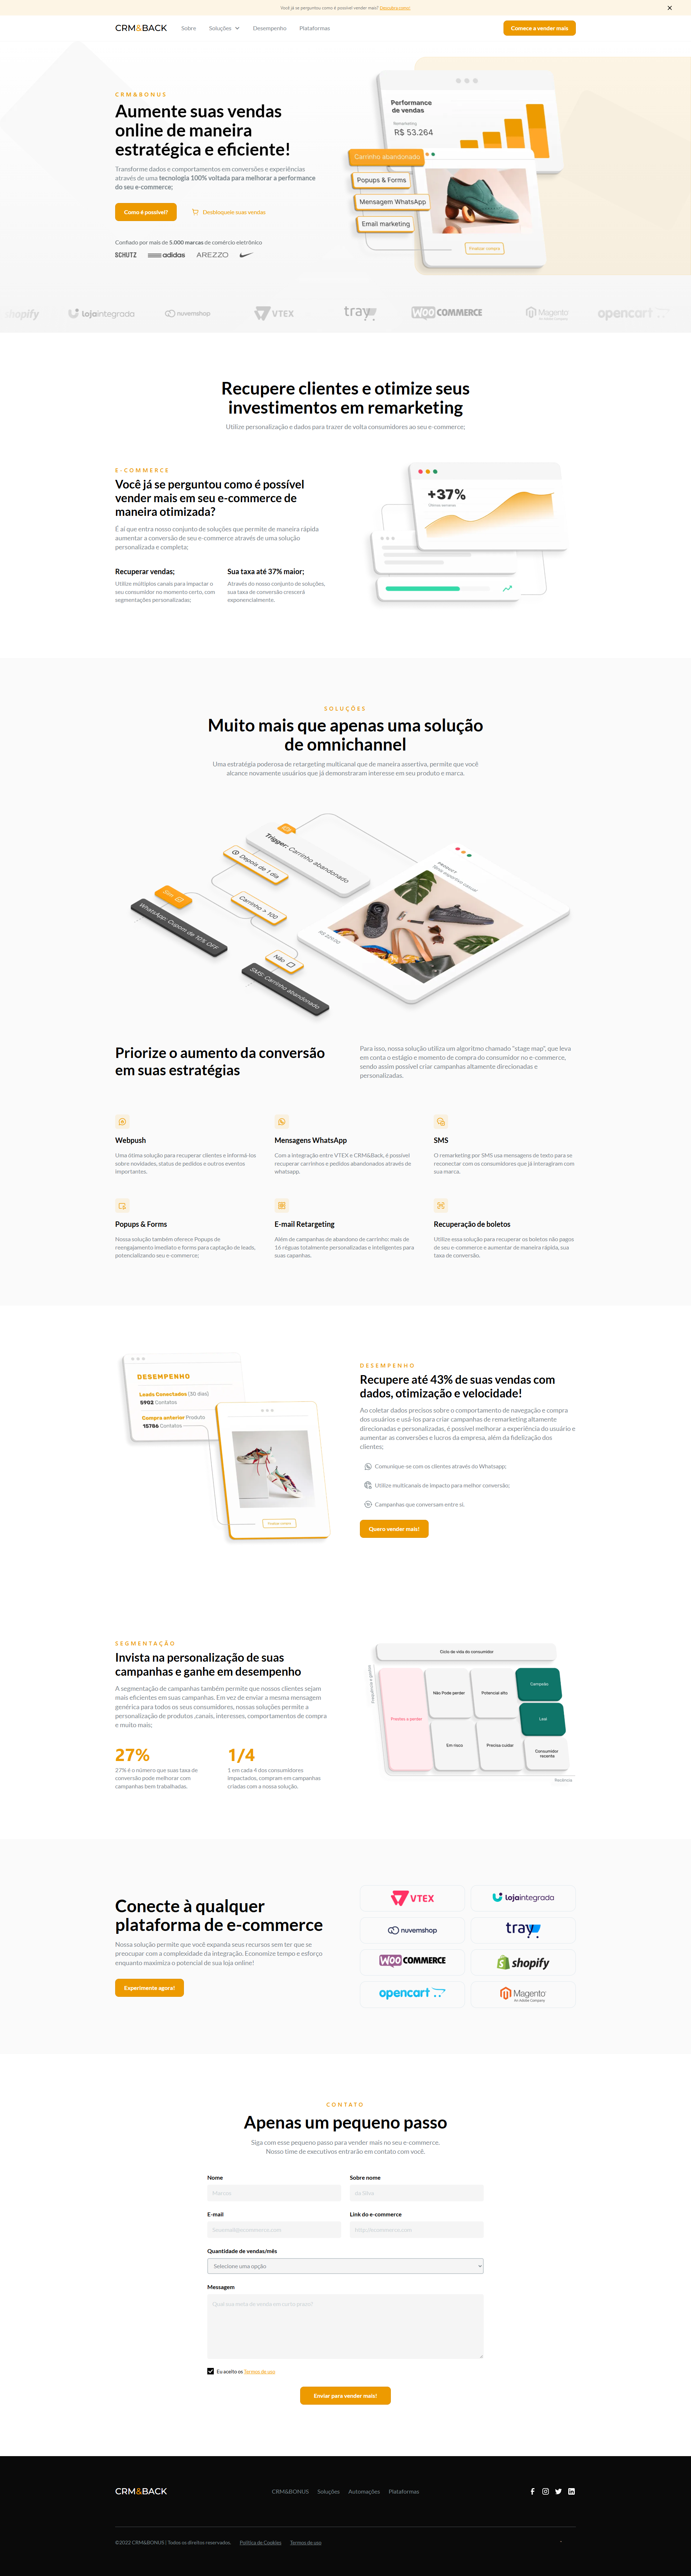 Você já se perguntou como é possível vender mais? Descubra como!
CRM&BACK
Sobre
Soluções
Desempenho
Plataformas
Comece a vender mais
CRM&BONUS
Aumente suas vendas
online de maneira
estratégica e eficiente!
Transforme dados e comportamentos em conversões e experiências
através de uma tecnologia 100% voltada para melhorar a performance
do seu e-commerce;
Como é possível?
Desbloqueie suas vendas
Confiado por mais de 5.000 marcas de comércio eletrônico
SCHUTZ
adidas
AREZZO
Performance
de vendas
Remarketing
R$ 53.264
Carrinho abandonado
Popups & Forms
Mensagem WhatsApp
Email marketing
Finalizar compra
shopify
lojaintegrada
nuvemshop
VTEX
tray
WOO COMMERCE
Magento
An Adobe Company
opencart
Recupere clientes e otimize seus
investimentos em remarketing
Utilize personalização e dados para trazer de volta consumidores ao seu e-commerce;
E-COMMERCE
Você já se perguntou como é possível
vender mais em seu e-commerce de
maneira otimizada?
É aí que entra nosso conjunto de soluções que permite de maneira rápida
aumentar a conversão de seu e-commerce através de uma solução
personalizada e completa;
Recuperar vendas;
Utilize múltiplos canais para impactar o
seu consumidor no momento certo, com
segmentações personalizadas;
Sua taxa até 37% maior;
Através do nosso conjunto de soluções,
sua taxa de conversão crescerá
exponencialmente.
+37%
SOLUÇÕES
Muito mais que apenas uma solução
de omnichannel
Uma estratégia poderosa de retargeting multicanal que de maneira assertiva, permite que você
alcance novamente usuários que já demonstraram interesse em seu produto e marca.
Trigger: Carrinho abandonado
Depois de 1 dia
Carrinho > 100
Sim
WhatsApp: Cupom de 10% OFF
Não
SMS: Carrinho abandonado
PRODUCT
Priorize o aumento da conversão
em suas estratégias
Para isso, nossa solução utiliza um algoritmo chamado "stage map", que leva
em conta o estágio e momento de compra do consumidor no e-commerce,
sendo assim possível criar campanhas altamente direcionadas e
personalizadas.
Webpush
Uma ótima solução para recuperar clientes e informá-los
sobre novidades, status de pedidos e outros eventos
importantes.
Mensagens WhatsApp
Com a integração entre VTEX e CRM&Back, é possível
recuperar carrinhos e pedidos abandonados através do
whatsapp.
SMS
O remarketing por SMS usa mensagens de texto para se
reconectar com os consumidores que já interagiram com
sua marca.
Popups & Forms
Nossa solução também oferece Popups de
reengajamento imediato e forms para captação de leads,
potencializando seu e-commerce;
E-mail Retargeting
Além de campanhas de abandono de carrinho: mais de
16 réguas totalmente personalizadas e inteligentes para
suas capanhas.
Recuperação de boletos
Utilize essa solução para recuperar os boletos não pagos
de seu e-commerce e aumentar de maneira rápida, sua
taxa de conversão.
DESEMPENHO
Leads Conectados (30 dias)
5902 Contatos
Compra anterior Produto
15786 Contatos
Finalizar compra
DESEMPENHO
Recupere até 43% de suas vendas com
dados, otimização e velocidade!
Ao coletar dados precisos sobre o comportamento de navegação e compra
dos usuários e usá-los para criar campanhas de remarketing altamente
direcionadas e personalizadas, é possível melhorar a experiência do usuário e
aumentar as conversões e lucros da empresa, além da fidelização dos
clientes;
Comunique-se com os clientes através do Whatsapp;
Utilize multicanais de impacto para melhor conversão;
Campanhas que conversam entre si.
Quero vender mais!
SEGMENTAÇÃO
Invista na personalização de suas
campanhas e ganhe em desempenho
A segmentação de campanhas também permite que nossos clientes sejam
mais eficientes em suas campanhas. Em vez de enviar a mesma mensagem
genérica para todos os seus consumidores, nossas soluções permite a
personalização de produtos ,canais, interesses, comportamentos de compra
e muito mais;
27%
27% é o número que suas taxa de
conversão pode melhorar com
campanhas bem trabalhadas.
1/4
1 em cada 4 dos consumidores
impactados, compram em campanhas
criadas com a nossa solução.
Ciclo de vida do consumidor
Prestes a perder
Não Pode perder
Potencial alto
Campeão
Leal
Em risco
Precisa cuidar
Consumidor
recente
Recência
Conecte à qualquer
plataforma de e-commerce
Nossa solução permite que você expanda seus recursos sem ter que se
preocupar com a complexidade da integração. Economize tempo e esforço
enquanto maximiza o potencial de sua loja online!
Experimente agora!
VTEX
lojaintegrada
nuvemshop
tray
WOO COMMERCE
shopify
opencart
Magento
An Adobe Company
CONTATO
Apenas um pequeno passo
Siga com esse pequeno passo para vender mais no seu e-commerce.
Nosso time de executivos entrarão em contato com você.
Nome
Sobre nome
Marcos
da Silva
E-mail
Link do e-commerce
http://ecommerce.com
Quantidade de vendas/mês
Selecione uma opção
Messagem
Eu aceito os Termos de uso
Enviar para vender mais!
CRM&BACK
CRM&BONUS
Soluções
Automações
Plataformas
©2022 CRM&BONUS | Todos os direitos reservados.
Política de Cookies
Termos de uso